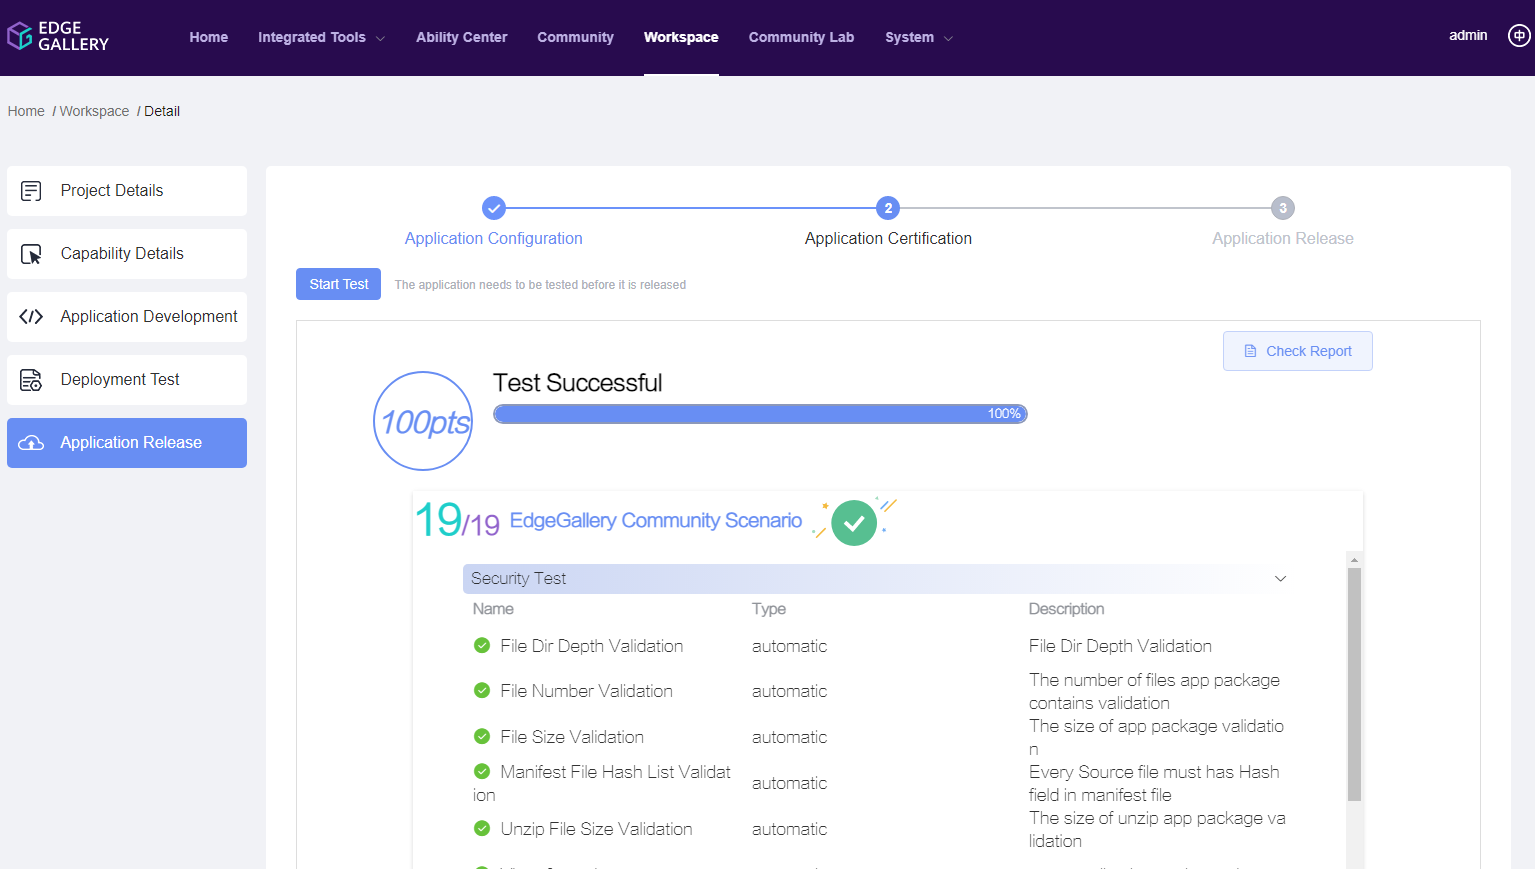 EDGE
GALLERY
Home Integrated Tools Ability Center Community Workspace Community Lab System admin 中
Home / Workspace / Detail
Project Details
Capability Details
Application Development
Deployment Test
Application Release
2 3
Application Configuration Application Certification Application Release
Start Test The application needs to be tested before it is released
Check Report
100pts
Test Successful
100%
19/19 EdgeGallery Community Scenario
Security Test
Name Type Description
File Dir Depth Validation automatic File Dir Depth Validation
File Number Validation automatic The number of files app package
contains validation
File Size Validation automatic The size of app package validatio
n
Manifest File Hash List Validat automatic Every Source file must has Hash
ion field in manifest file
Unzip File Size Validation automatic The size of unzip app package va
lidation